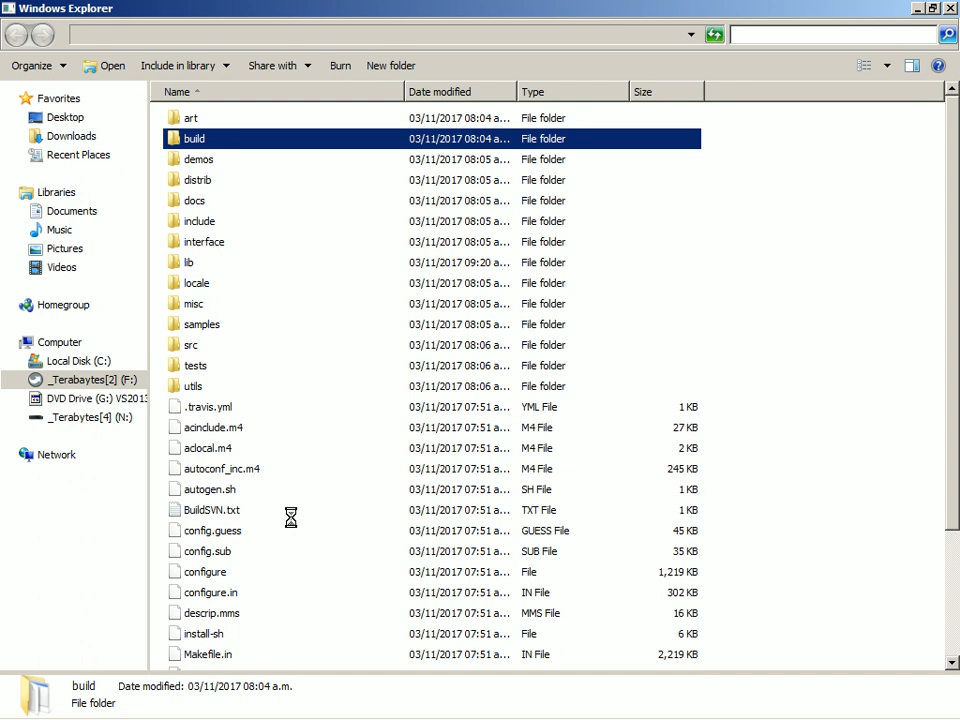 Windows Explorer
Organize Open Include in library Share with Burn New folder
Name Date modified Type Size
Favorites
Desktop
Downloads
Recent Places
Libraries
Documents
Music
Pictures
Videos
Homegroup
Computer
Local Disk (C:)
_Terabaytes[2] (F:)
DVD Drive (G:) VS2013
_Terabytes[4] (N:)
Network
art 03/11/2017 08:04 a... File folder
build 03/11/2017 08:04 a... File folder
demos 03/11/2017 08:05 a... File folder
distrib 03/11/2017 08:05 a... File folder
docs 03/11/2017 08:05 a... File folder
include 03/11/2017 08:05 a... File folder
interface 03/11/2017 08:05 a... File folder
lib 03/11/2017 09:20 a... File folder
locale 03/11/2017 08:05 a... File folder
misc 03/11/2017 08:05 a... File folder
samples 03/11/2017 08:05 a... File folder
src 03/11/2017 08:06 a... File folder
tests 03/11/2017 08:06 a... File folder
utils 03/11/2017 08:06 a... File folder
.travis.yml 03/11/2017 07:51 a... YML File 1 KB
acinclude.m4 03/11/2017 07:51 a... M4 File 27 KB
aclocal.m4 03/11/2017 07:51 a... M4 File 2 KB
autoconf_inc.m4 03/11/2017 07:51 a... M4 File 245 KB
autogen.sh 03/11/2017 07:51 a... SH File 1 KB
BuildSVN.txt 03/11/2017 07:51 a... TXT File 1 KB
config.guess 03/11/2017 07:51 a... GUESS File 45 KB
config.sub 03/11/2017 07:51 a... SUB File 35 KB
configure 03/11/2017 07:51 a... File 1,219 KB
configure.in 03/11/2017 07:51 a... IN File 302 KB
descrip.mms 03/11/2017 07:51 a... MMS File 16 KB
install-sh 03/11/2017 07:51 a... File 6 KB
Makefile.in 03/11/2017 07:51 a... IN File 2,219 KB
build Date modified: 03/11/2017 08:04 a.m.
File folder